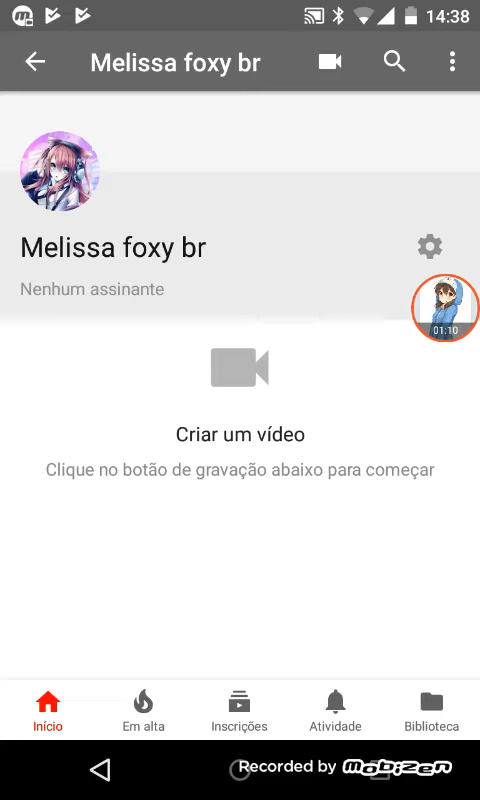 14:38
Melissa foxy br
Melissa foxy br
Nenhum assinante
01:10
Criar um vídeo
Clique no botão de gravação abaixo para começar
Início
Em alta
Inscrições
Atividade
Biblioteca
Recorded by mobizen